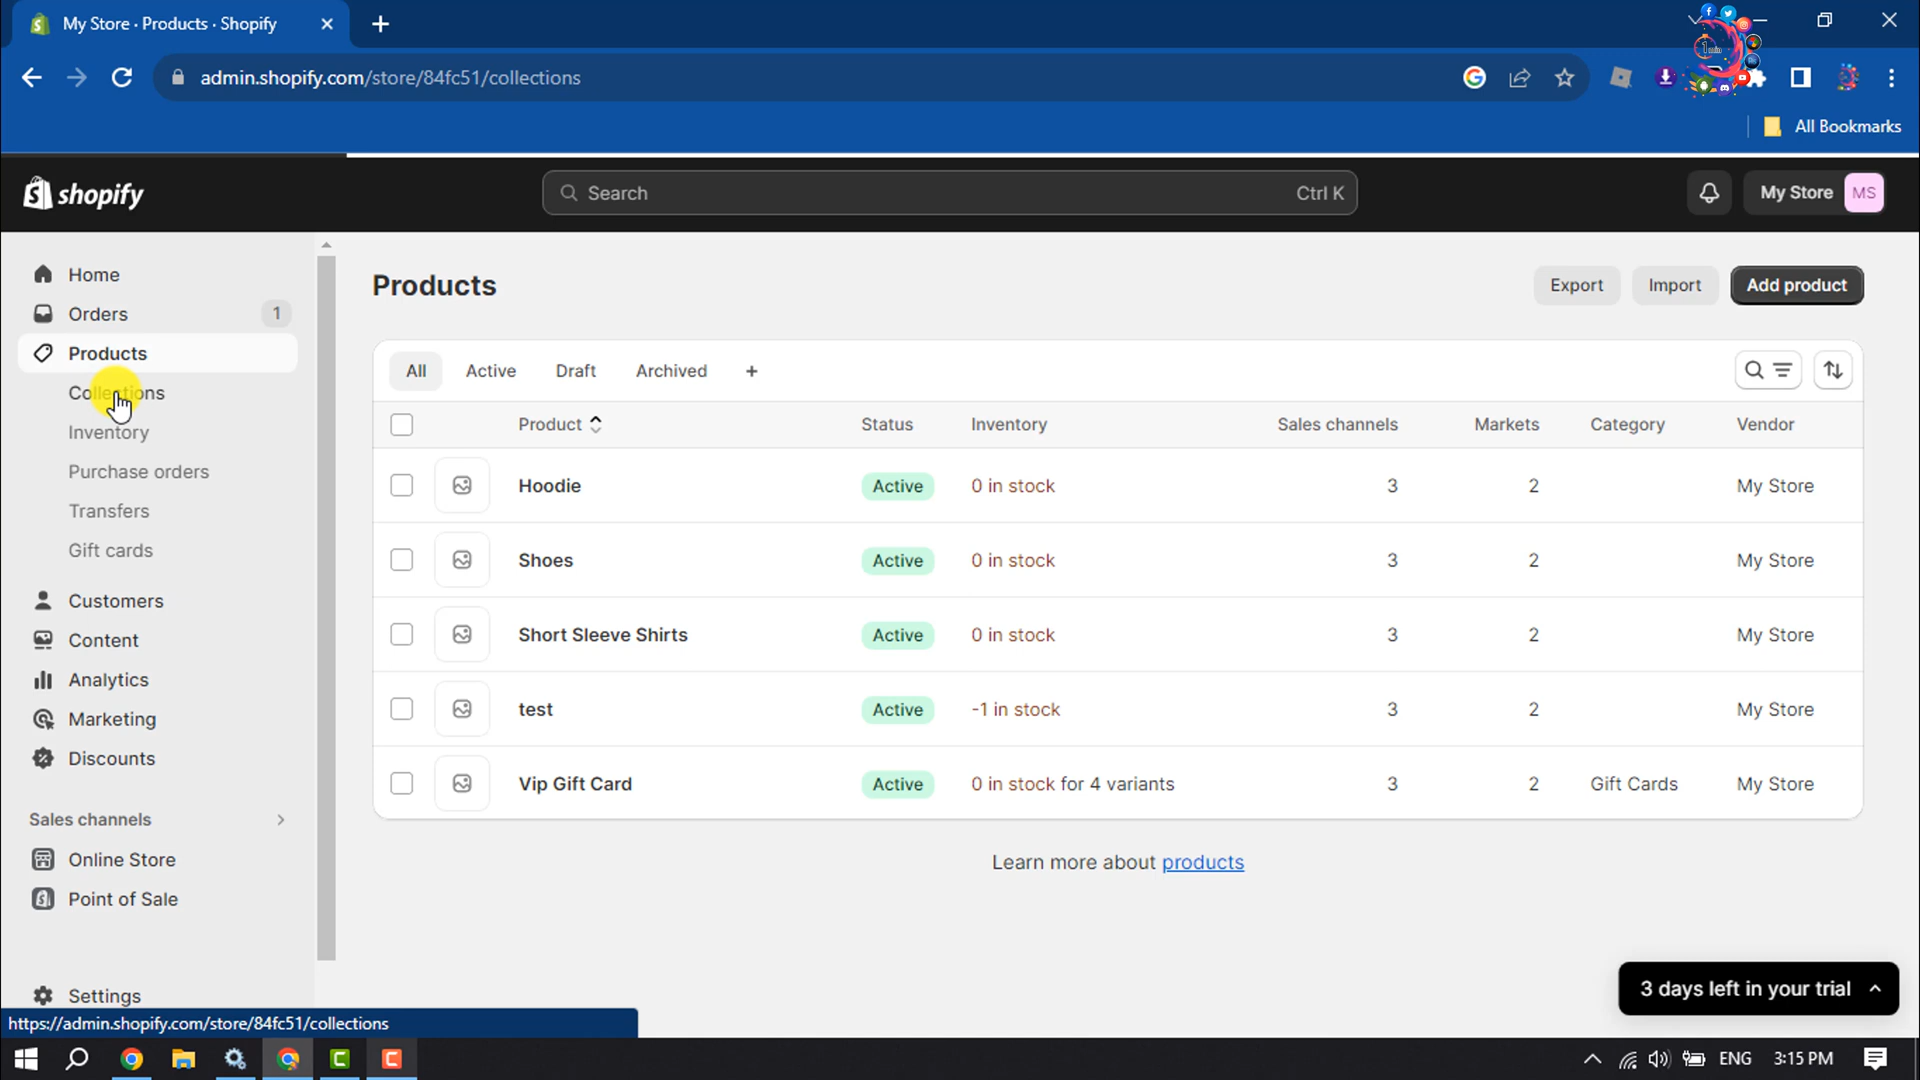 My Store · Products · Shopify
admin.shopify.com/store/84fc51/collections
All Bookmarks
shopify
Search
Ctrl K
My Store
MS
Home
Orders
1
Products
Collections
Inventory
Purchase orders
Transfers
Gift cards
Customers
Content
Analytics
Marketing
Discounts
Sales channels
Online Store
Point of Sale
Settings
Products
Export
Import
Add product
All
Active
Draft
Archived
+
Product
Status
Inventory
Sales channels
Markets
Category
Vendor
Hoodie
Active
0 in stock
3
2
My Store
Shoes
Active
0 in stock
3
2
My Store
Short Sleeve Shirts
Active
0 in stock
3
2
My Store
test
Active
-1 in stock
3
2
My Store
Vip Gift Card
Active
0 in stock for 4 variants
3
2
Gift Cards
My Store
Learn more about products
3 days left in your trial
https://admin.shopify.com/store/84fc51/collections
ENG
3:15 PM